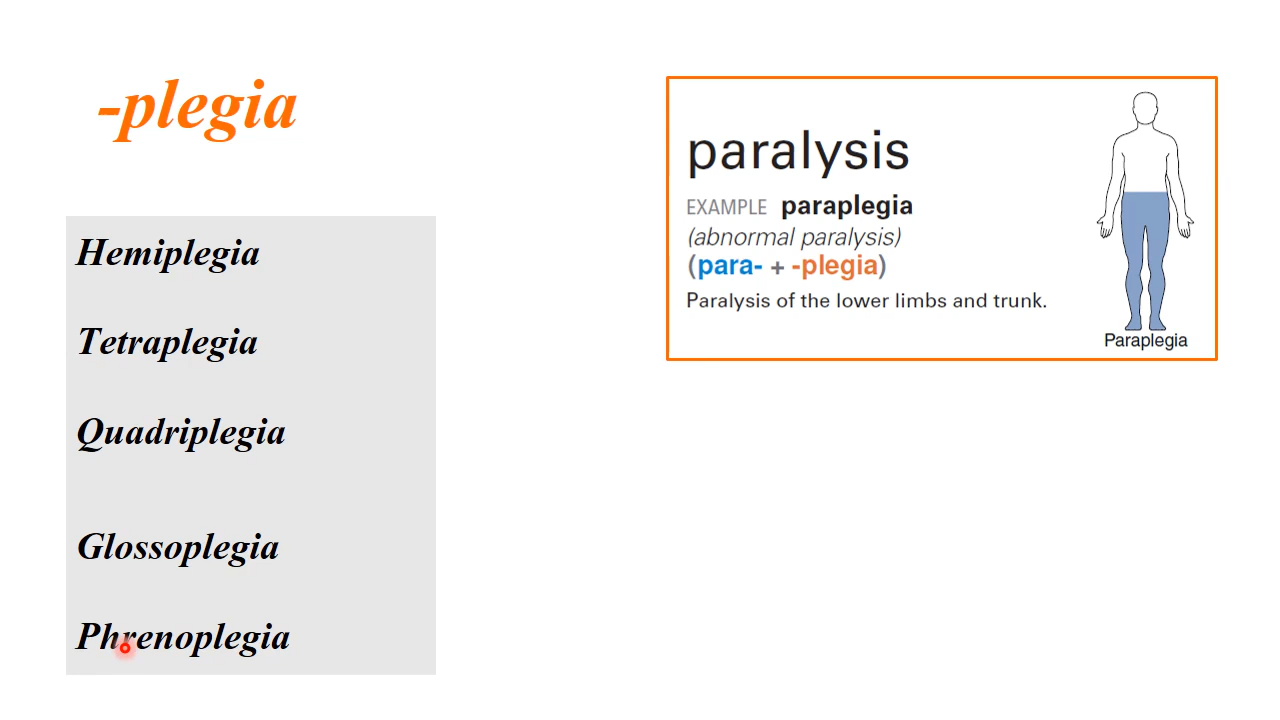 -plegia
Hemiplegia
Tetraplegia
Quadriplegia
Glossoplegia
Phrenoplegia
paralysis
EXAMPLE paraplegia
(abnormal paralysis)
(para- + -plegia)
Paralysis of the lower limbs and trunk.
Paraplegia